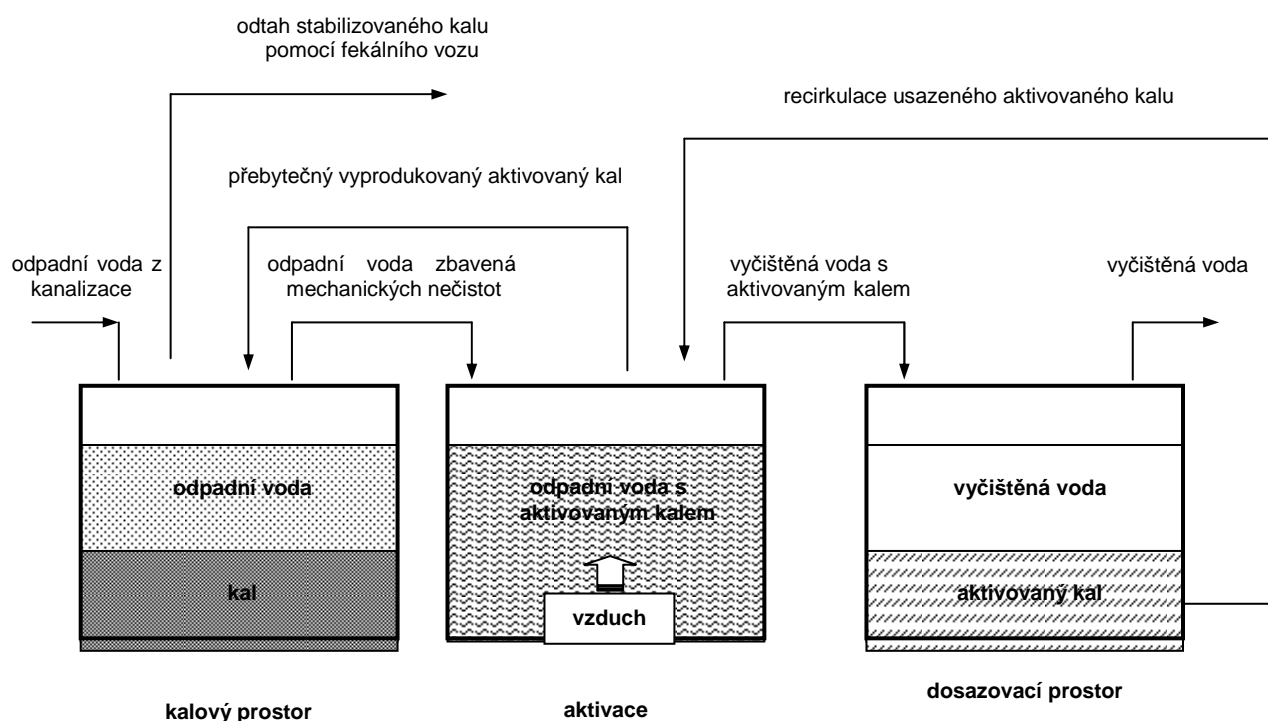 odtah stabilizovaného kalu
pomocí fekálního vozu
recirkulace usazeného aktivovaného kalu
přebytečný vyprodukovaný aktivovaný kal
odpadní voda z
kanalizace
odpadní voda zbavená
mechanických nečistot
vyčištěná voda s
aktivovaným kalem
vyčištěná voda
odpadní voda
odpadní voda s
aktivovaným kalem
vyčištěná voda
kal
vzduch
aktivovaný kal
kalový prostor
aktivace
dosazovací prostor